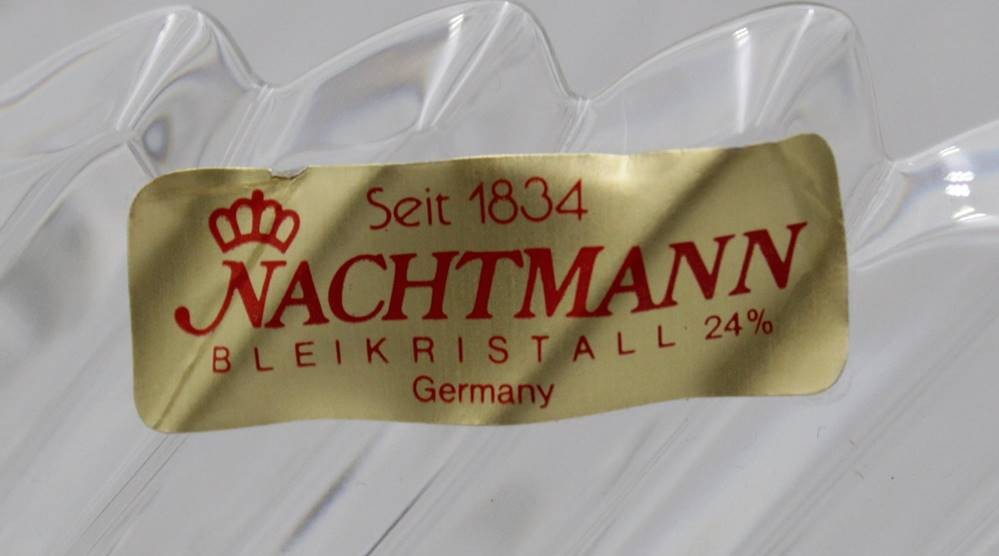 Seit 1834
NACHTMANN
BLEIKRISTALL 24%
Germany